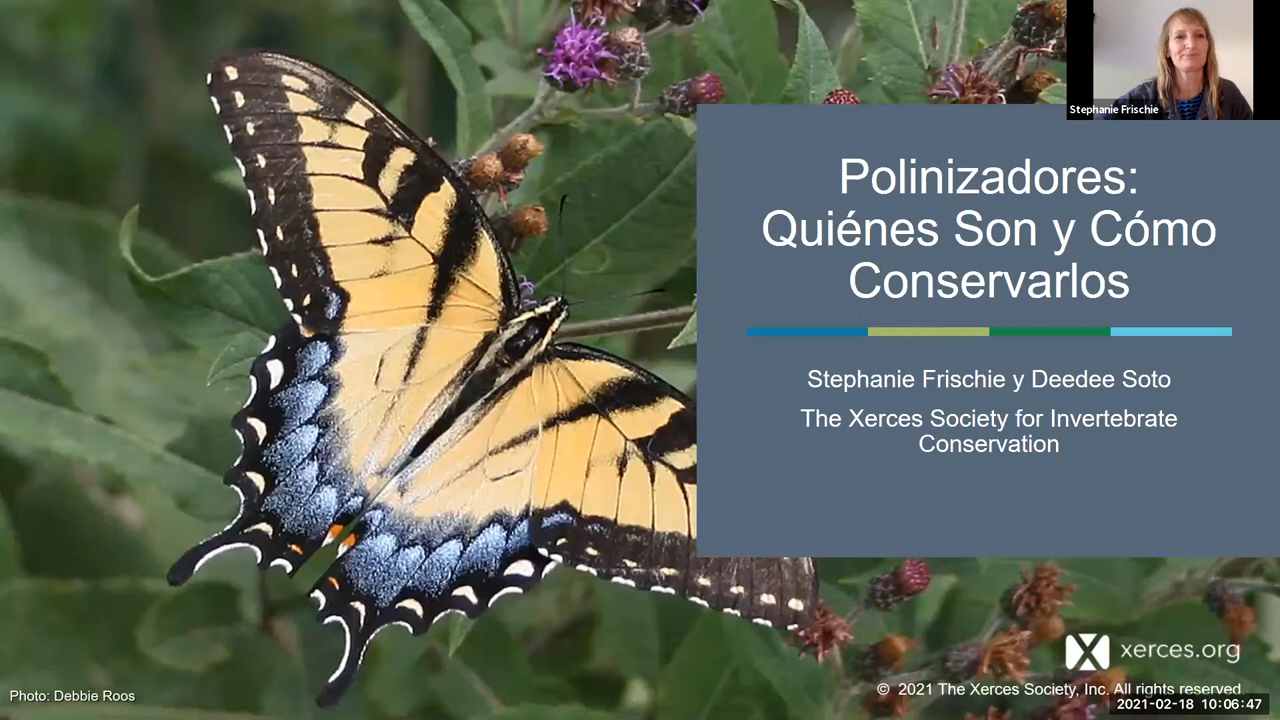 Stephanie Frischie
Polinizadores:
Quiénes Son y Cómo
Conservarlos
Stephanie Frischie y Deedee Soto
The Xerces Society for Invertebrate
Conservation
xerces.org
Photo: Debbie Roos
© 2021 The Xerces Society, Inc. All rights reserved
2021-02-18 10:06:47